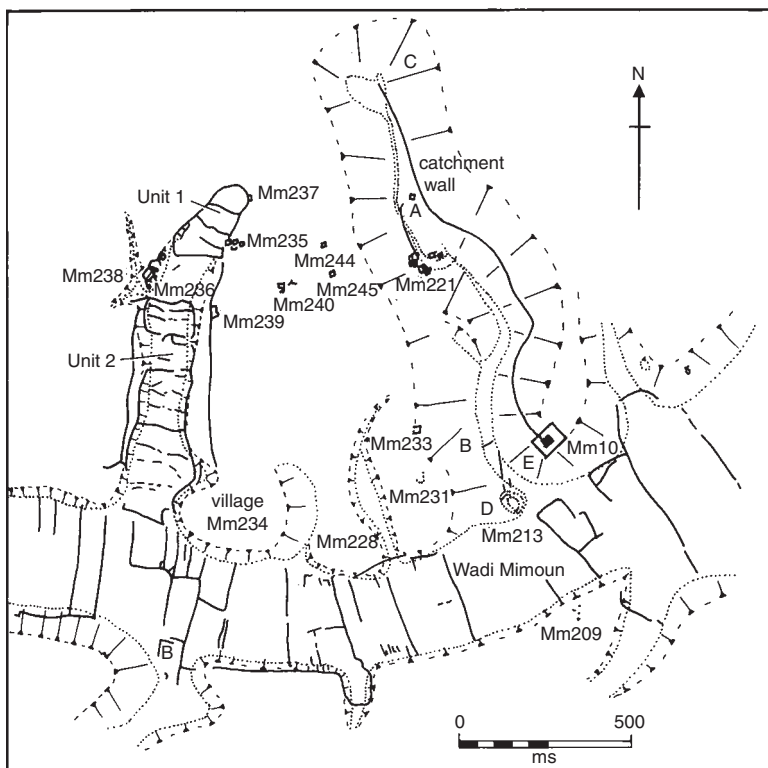 C
N
catchment
wall
Unit 1
Mm237
A
Mm235
Mm244
Mm238
Mm236
Mm245
Mm221
Mm240
Mm239
Unit 2
Mm233
B
Mm10
E
village
Mm234
Mm231
D
Mm213
Mm228
Wadi Mimoun
Mm209
B
0 500
ms